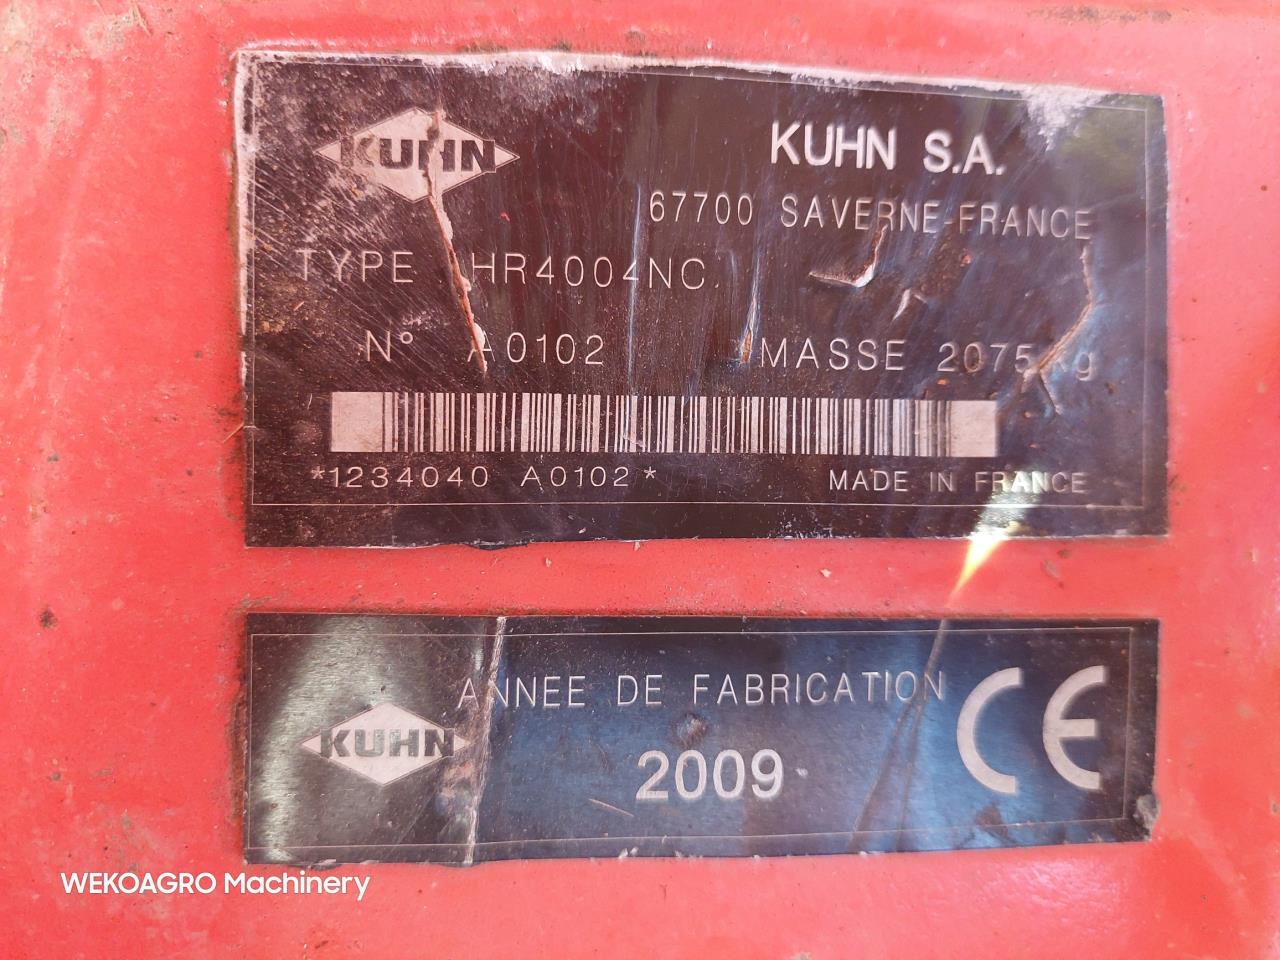 KUHN
KUHN S.A.
67700 SAVERNE-FRANCE
TYPE HR4004NC
N° A0102 MASSE 2075 kg
*1234040 A0102*
MADE IN FRANCE
ANNEE DE FABRICATION
KUHN
2009
CE
WEKOAGRO Machinery